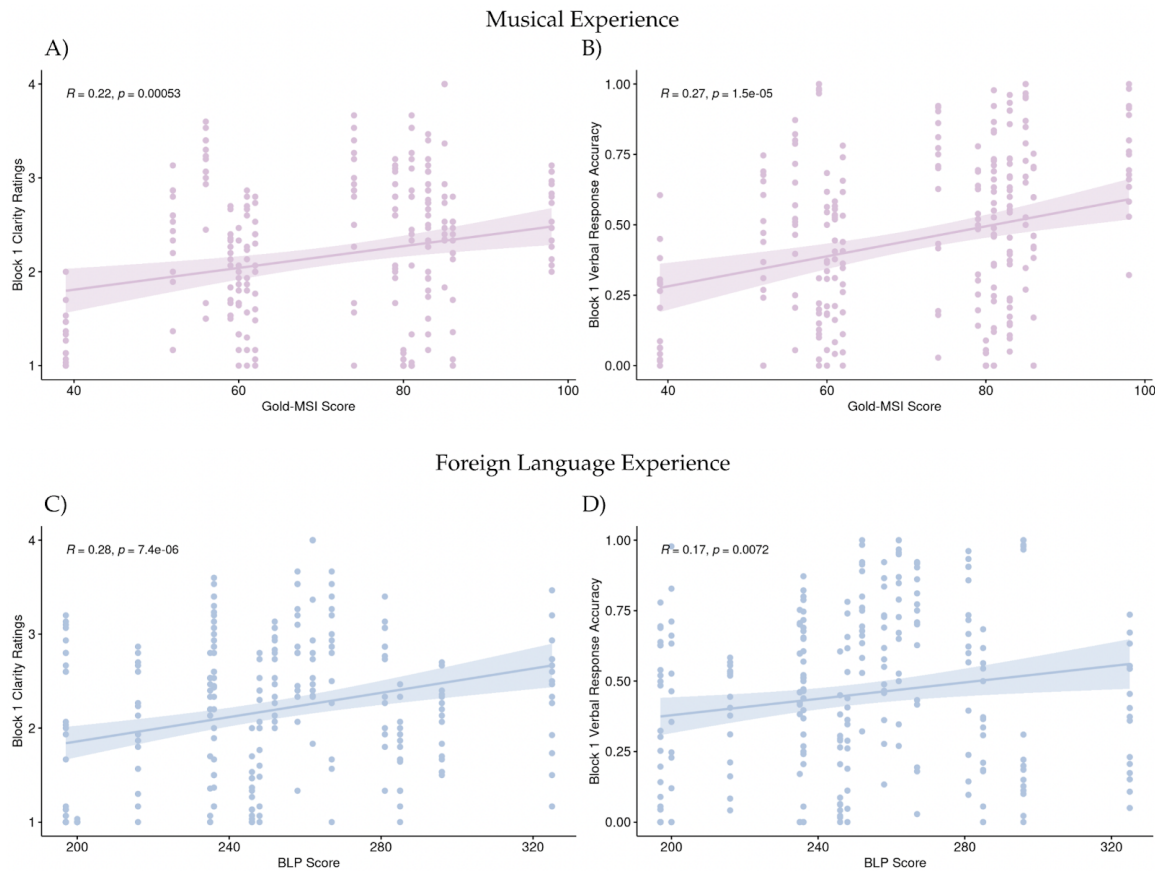 Musical Experience
A)
B)
R = 0.22, p = 0.00053
R = 0.27, p = 1.5e-05
Block 1 Clarity Ratings
4
3
2
1
40
60
80
100
Gold-MSI Score
Block 1 Verbal Response Accuracy
1.00
0.75
0.50
0.25
0.00
40
60
80
100
Gold-MSI Score
Foreign Language Experience
C)
D)
R = 0.28, p = 7.4e-06
R = 0.17, p = 0.0072
Block 1 Clarity Ratings
4
3
2
1
200
240
280
320
BLP Score
Block 1 Verbal Response Accuracy
1.00
0.75
0.50
0.25
0.00
200
240
280
320
BLP Score